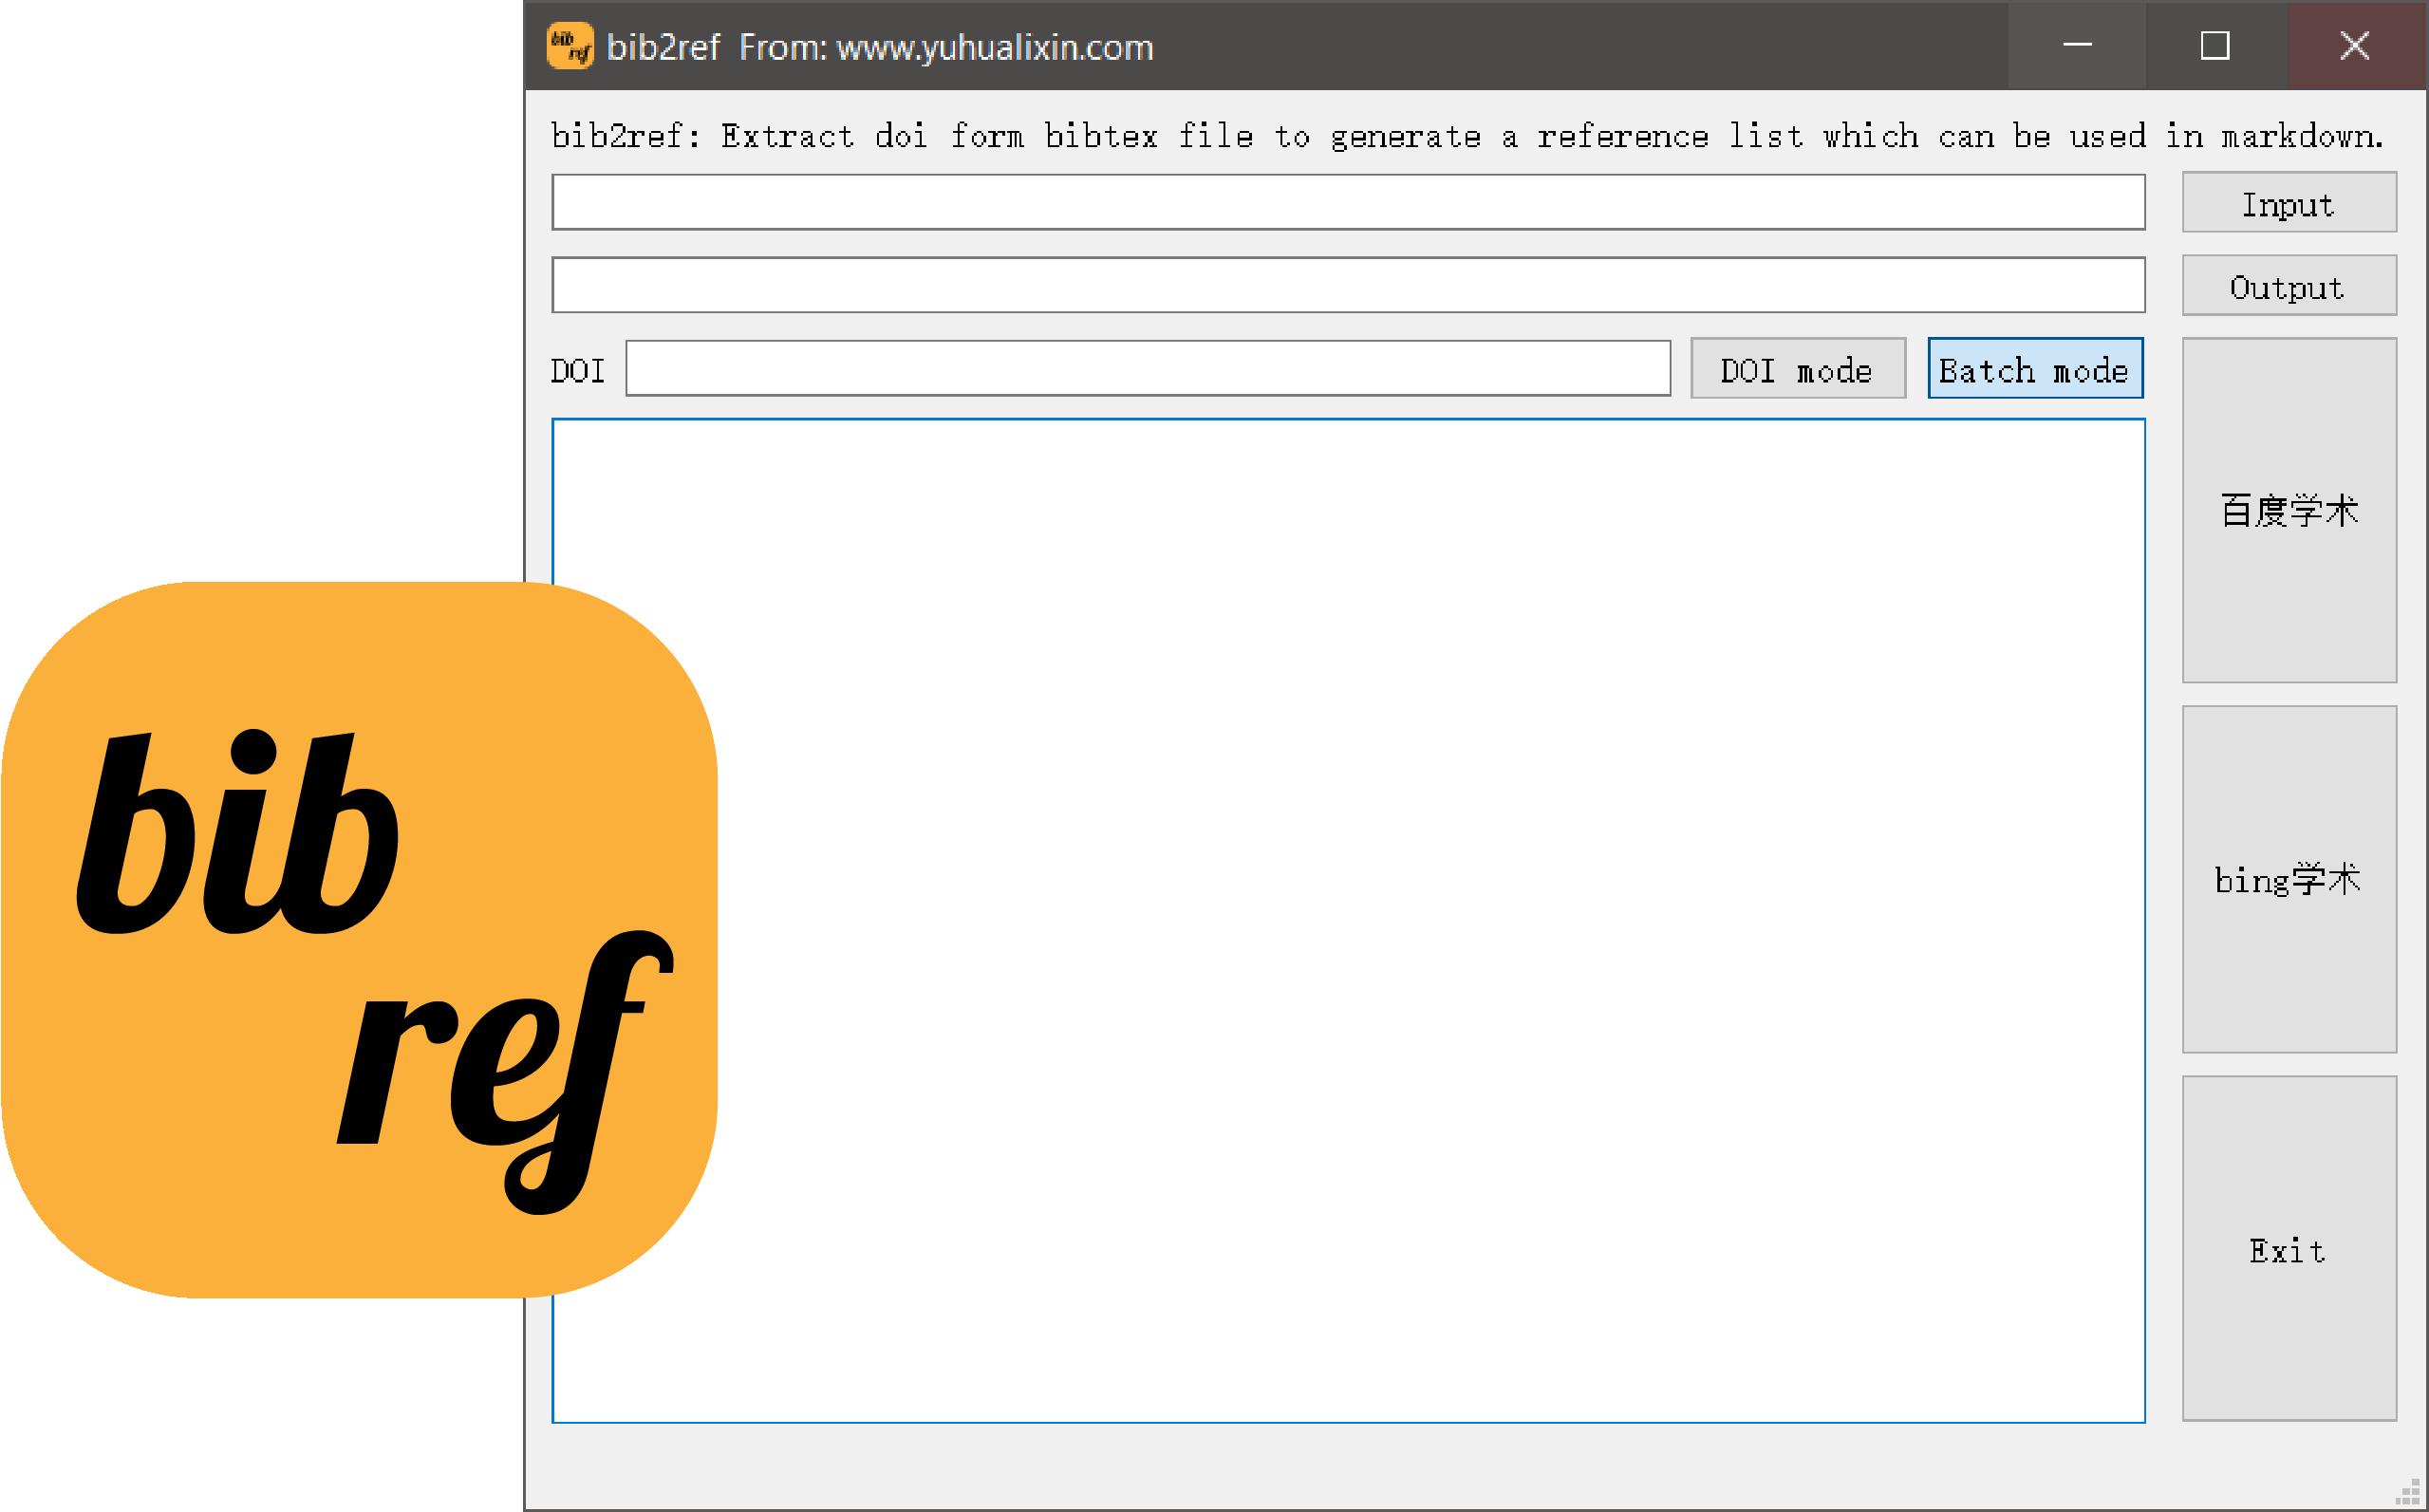 bib2ref From: www.yuhualixin.com
bib2ref: Extract doi form bibtex file to generate a reference list which can be used in markdown.
Input
Output
DOI
DOI mode
Batch mode
百度学术
bing学术
Exit
bib
ref